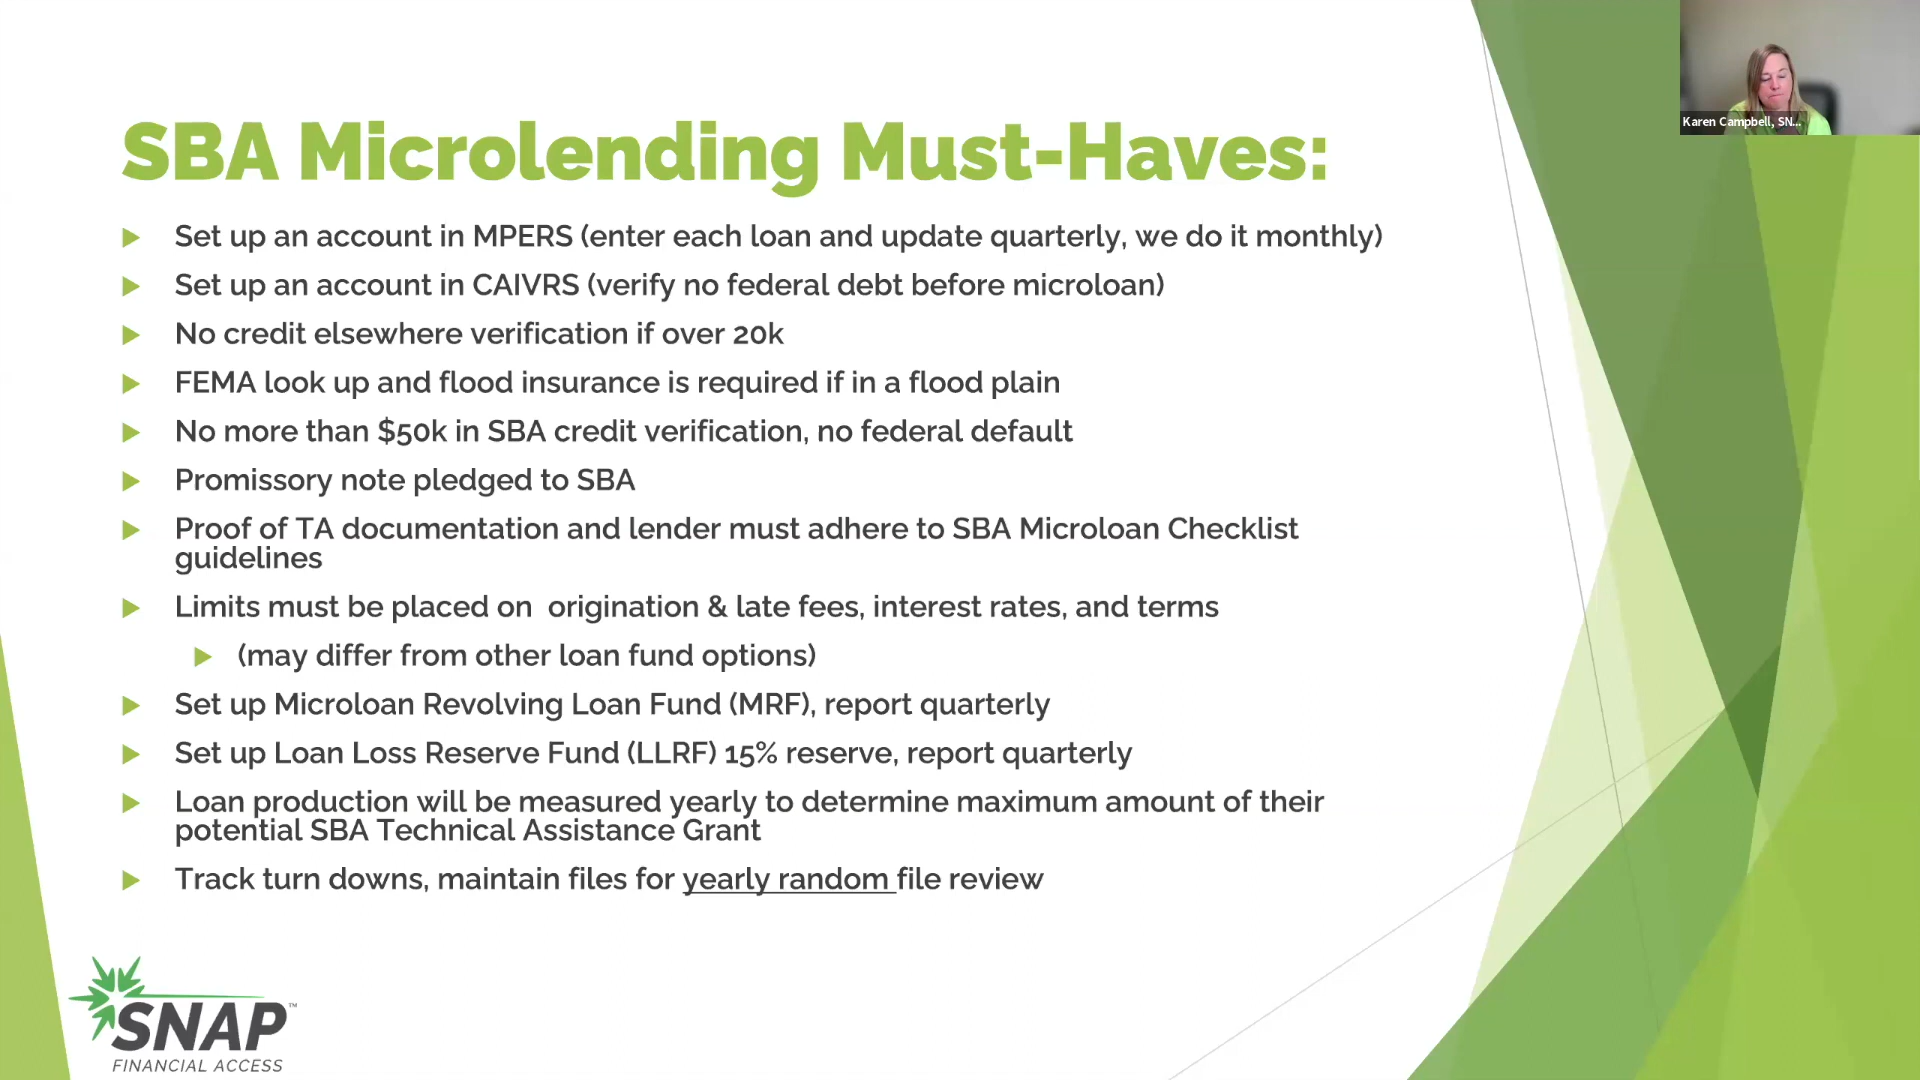 Karen Campbell, SN...
SBA Microlending Must-Haves:
Set up an account in MPERS (enter each loan and update quarterly, we do it monthly)
Set up an account in CAIVRS (verify no federal debt before microloan)
No credit elsewhere verification if over 20k
FEMA look up and flood insurance is required if in a flood plain
No more than $50k in SBA credit verification, no federal default
Promissory note pledged to SBA
Proof of TA documentation and lender must adhere to SBA Microloan Checklist
guidelines
Limits must be placed on  origination & late fees, interest rates, and terms
(may differ from other loan fund options)
Set up Microloan Revolving Loan Fund (MRF), report quarterly
Set up Loan Loss Reserve Fund (LLRF) 15% reserve, report quarterly
Loan production will be measured yearly to determine maximum amount of their
potential SBA Technical Assistance Grant
Track turn downs, maintain files for yearly random file review
SNAP™
FINANCIAL ACCESS